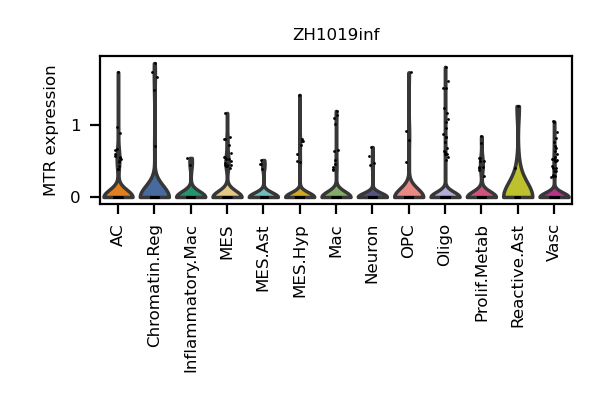 ZH1019inf
MTR expression
1
0
AC
Chromatin.Reg
Inflammatory.Mac
MES
MES.Ast
MES.Hyp
Mac
Neuron
OPC
Oligo
Prolif.Metab
Reactive.Ast
Vasc